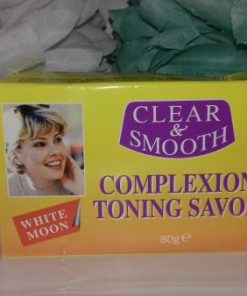 CLEAR
&
SMOOTH
COMPLEXION
TONING SAVO
WHITE
MOON
80g e